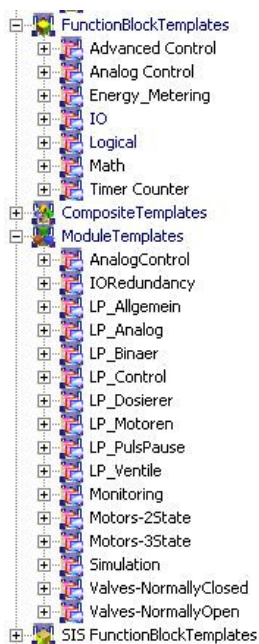 FunctionBlockTemplates
Advanced Control
Analog Control
Energy_Metering
IO
Logical
Math
Timer Counter
CompositeTemplates
ModuleTemplates
AnalogControl
IORedundancy
LP_Allgemein
LP_Analog
LP_Binaer
LP_Control
LP_Dosierer
LP_Motoren
LP_PulsPause
LP_Ventile
Monitoring
Motors-2State
Motors-3State
Simulation
Valves-NormallyClosed
Valves-NormallyOpen
SIS FunctionBlockTemplates